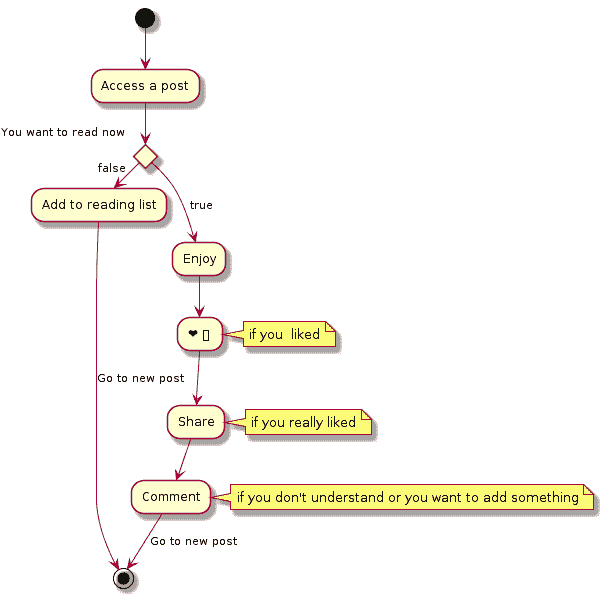 Access a post
You want to read now
false
true
Add to reading list
Enjoy
❤ ▯
if you  liked
Go to new post
Share
if you really liked
Comment
if you don't understand or you want to add something
Go to new post